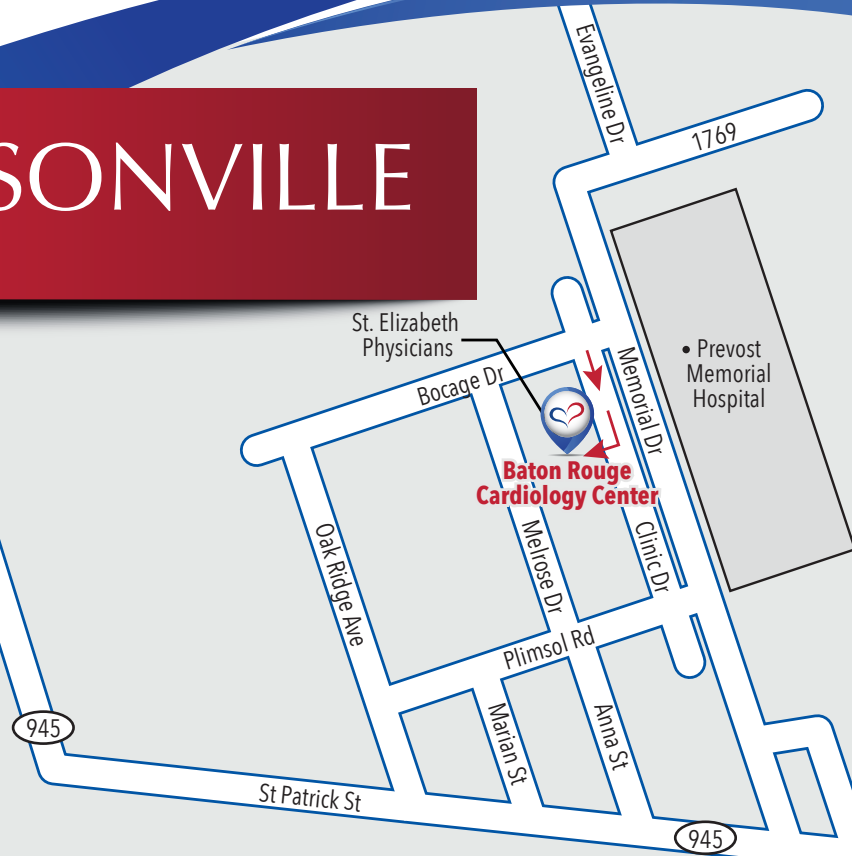 Evangeline Dr
1769
SONVILLE
St. Elizabeth
Physicians
• Prevost
Memorial
Hospital
Memorial Dr
Bocage Dr
Baton Rouge
Cardiology Center
Oak Ridge Ave
Melrose Dr
Clinic Dr
Plimsol Rd
Marian St
Anna St
945
St Patrick St
945